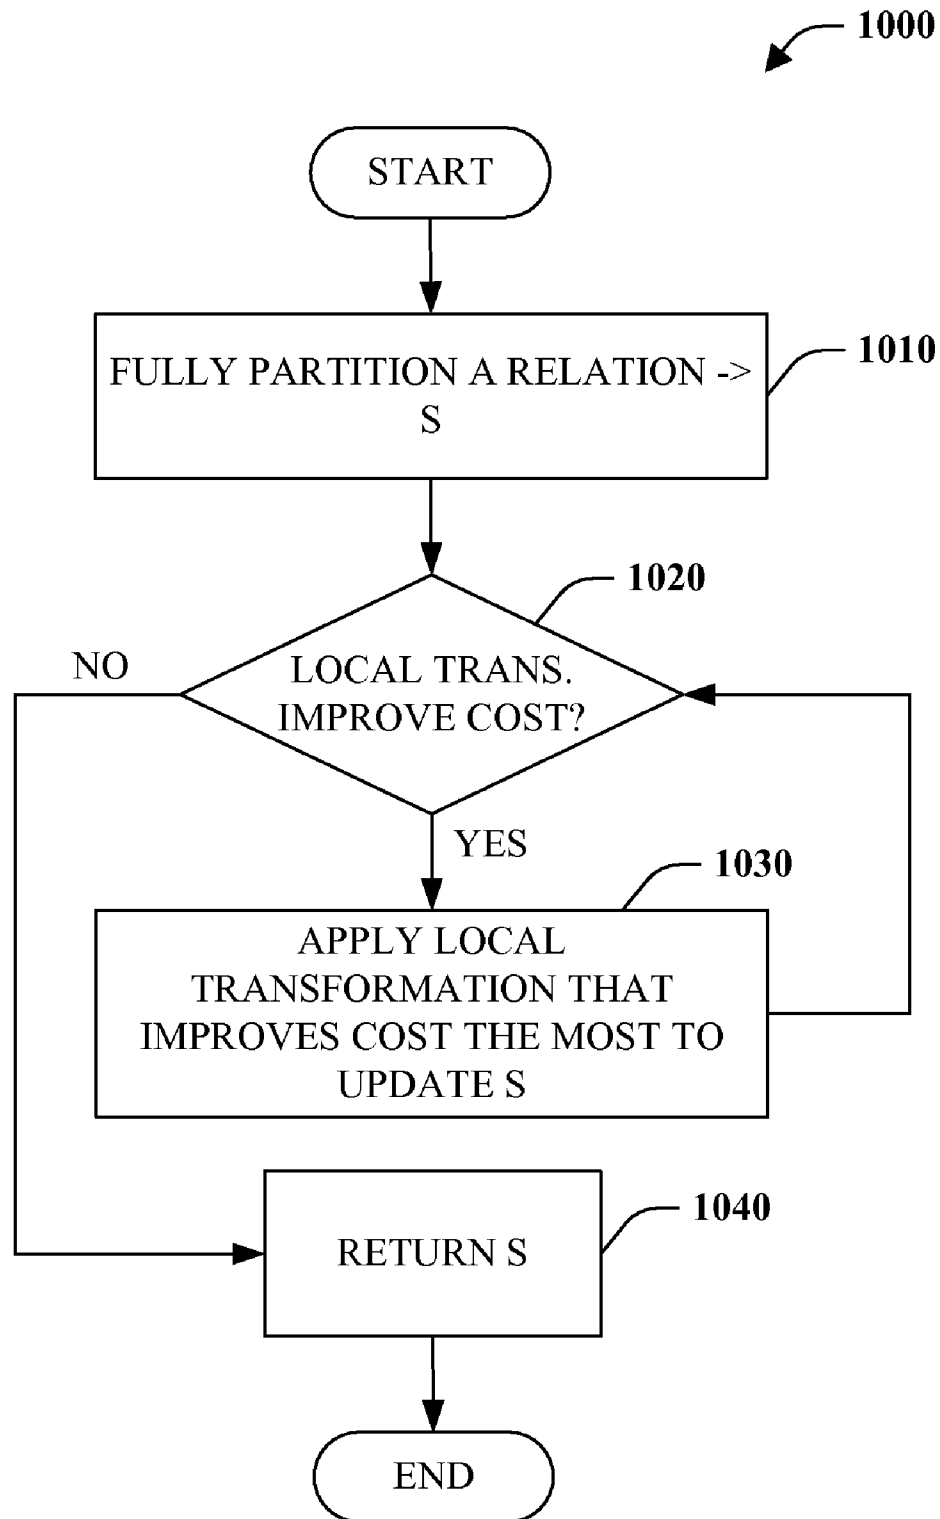 1000
START
FULLY PARTITION A RELATION ->
S
1010
1020
LOCAL TRANS.
IMPROVE COST?
NO
YES
1030
APPLY LOCAL
TRANSFORMATION THAT
IMPROVES COST THE MOST TO
UPDATE S
1040
RETURN S
END